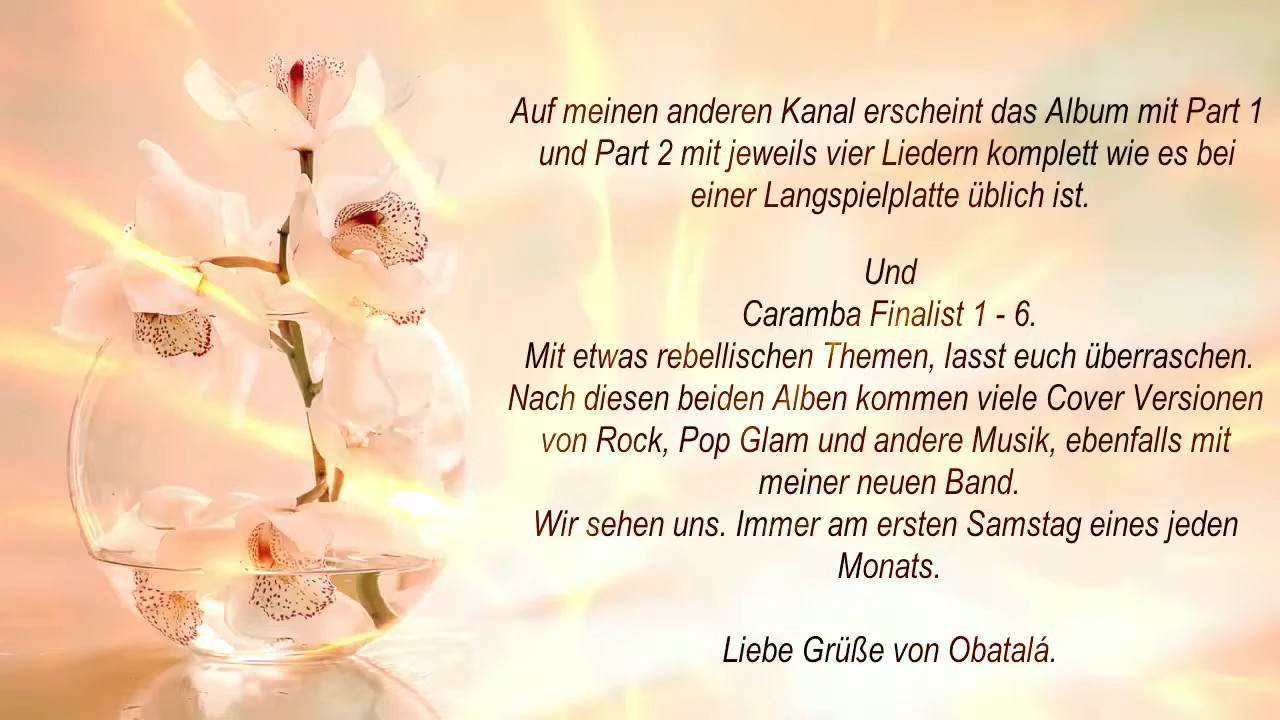 Auf meinen anderen Kanal erscheint das Album mit Part 1
und Part 2 mit jeweils vier Liedern komplett wie es bei
einer Langspielplatte üblich ist.
Und
Caramba Finalist 1 - 6.
Mit etwas rebellischen Themen, lasst euch überraschen.
Nach diesen beiden Alben kommen viele Cover Versionen
von Rock, Pop Glam und andere Musik, ebenfalls mit
meiner neuen Band.
Wir sehen uns. Immer am ersten Samstag eines jeden
Monats.
Liebe Grüße von Obatalá.